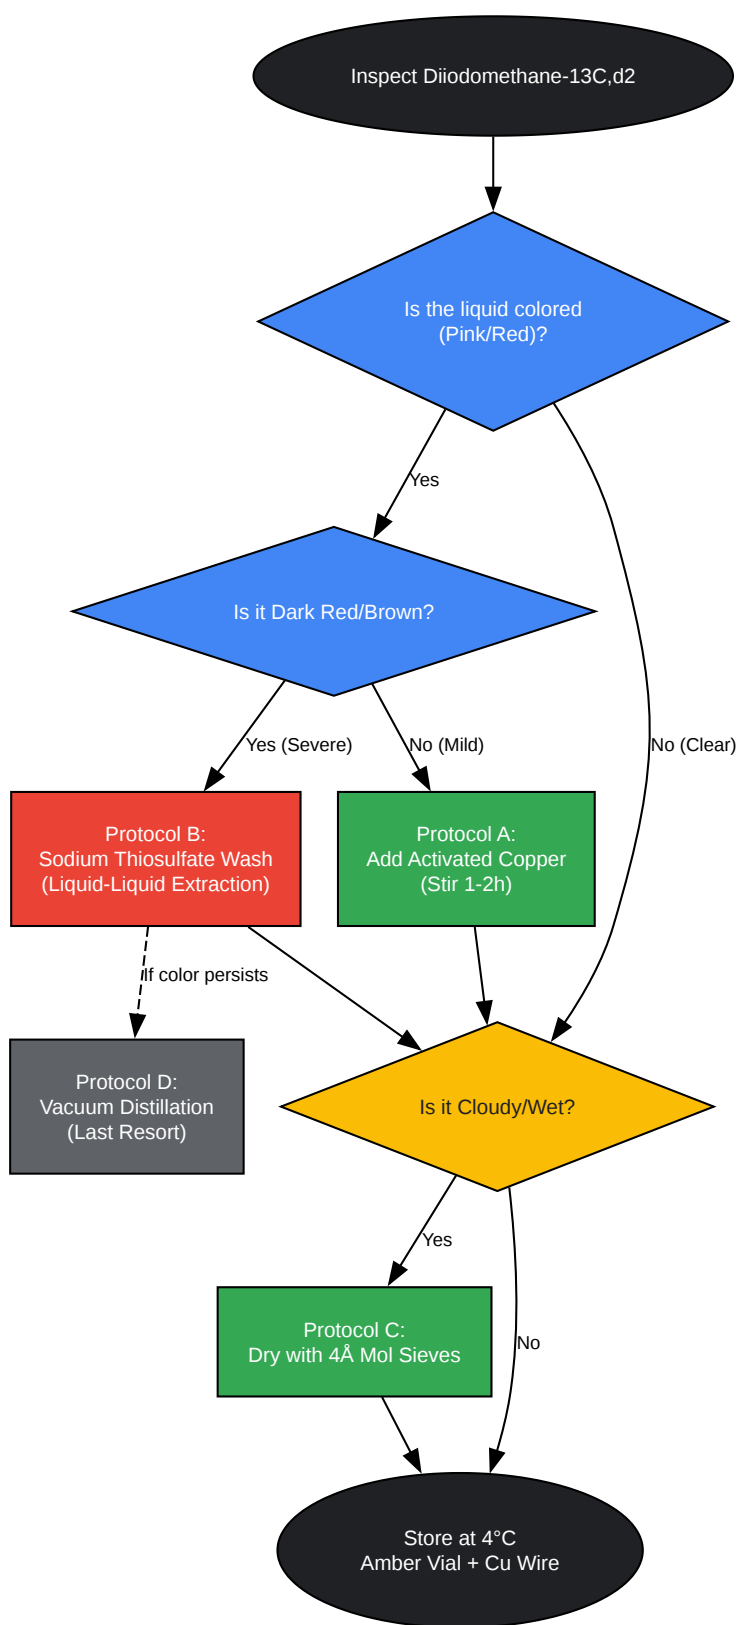 Inspect Diiodomethane-13C,d2
Is the liquid colored
(Pink/Red)?
Yes
Is it Dark Red/Brown?
Yes (Severe)
No (Mild)
No (Clear)
Protocol B:
Sodium Thiosulfate Wash
(Liquid-Liquid Extraction)
Protocol A:
Add Activated Copper
(Stir 1-2h)
If color persists
Protocol D:
Vacuum Distillation
(Last Resort)
Is it Cloudy/Wet?
Yes
Protocol C:
Dry with 4Å Mol Sieves
No
Store at 4°C
Amber Vial + Cu Wire